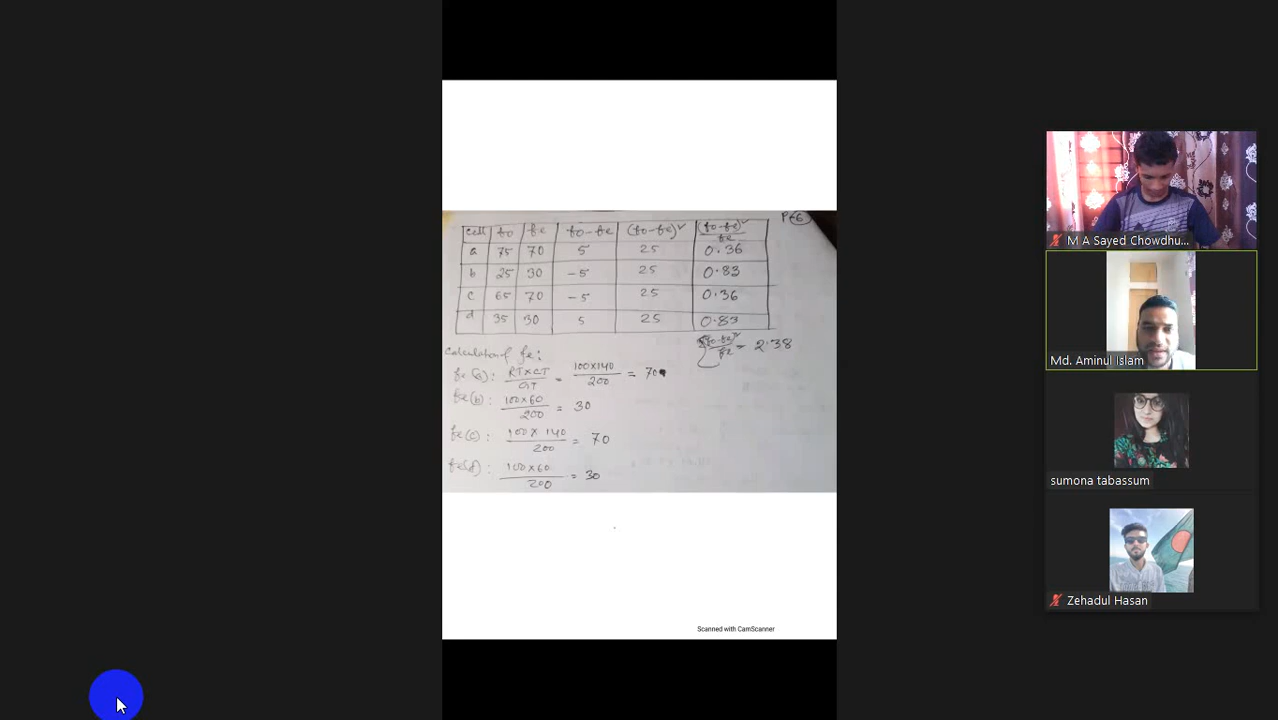 P-6
Cell fo fe fo-fe (fo-fe)² (fo-fe)²/fe
a 75 70 5 25 0.36
b 25 30 -5 25 0.83
c 65 70 -5 25 0.36
d 35 30 5 25 0.83
(fo-fe)²/fe = 2.38
Calculation of fe:
fe(a): RT×CT/GT = 100×140/200 = 70
fe(b): 100×60/200 = 30
fe(c): 100×140/200 = 70
fe(d): 100×60/200 = 30
Scanned with CamScanner
M A Sayed Chowdhu...
Md. Aminul Islam
sumona tabassum
Zehadul Hasan